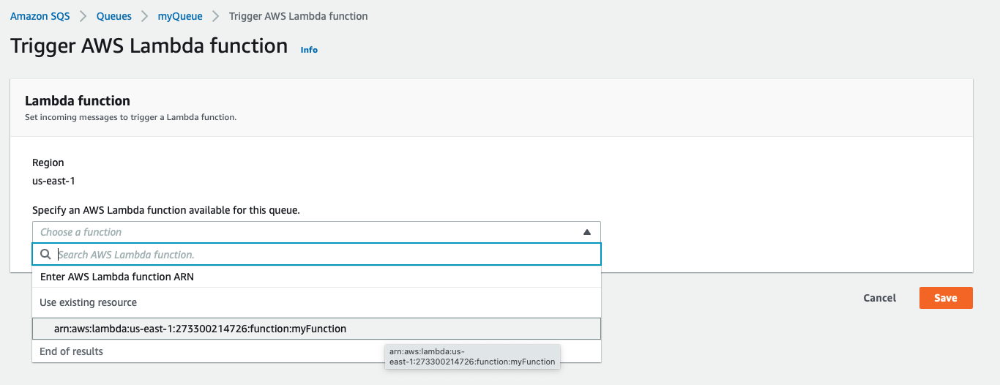 Amazon SQS > Queues > myQueue > Trigger AWS Lambda function
Trigger AWS Lambda function Info
Lambda function
Set incoming messages to trigger a Lambda function.
Region
us-east-1
Specify an AWS Lambda function available for this queue.
Choose a function
Search AWS Lambda function.
Enter AWS Lambda function ARN
Use existing resource
arn:aws:lambda:us-east-1:273300214726:function:myFunction
End of results
arn:aws:lambda:us-
east-1:273300214726:function:myFunction
Cancel Save